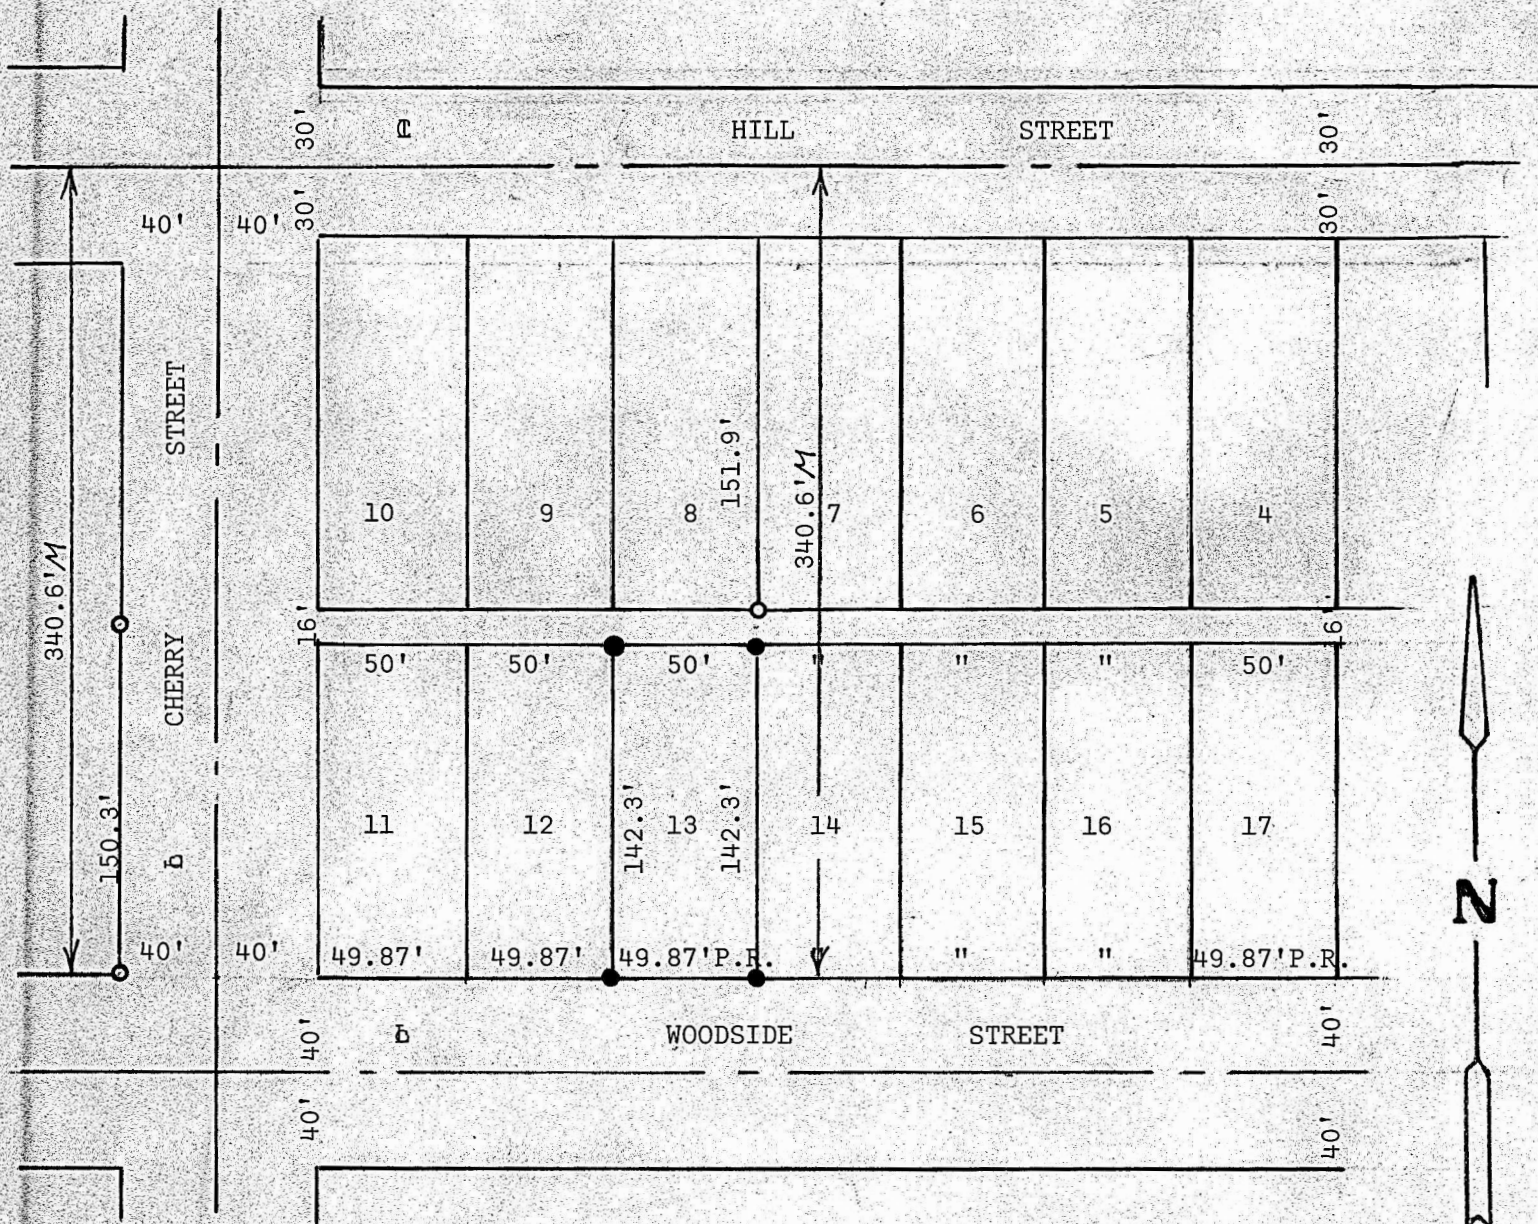 30' ℄ HILL STREET 30'
40' 40' 30' 30'
STREET
151.9'
340.6'M
10 9 8 7 6 5 4
340.6'M
16' 16'
50' 50' 50' " " " 50'
CHERRY
150.3'
142.3' 142.3'
11 12 13 14 15 16 17
℄
40' 40' 49.87' 49.87' 49.87'P.R. " " " 49.87'P.R.
N
40' ℄ WOODSIDE STREET 40'
40' 40'